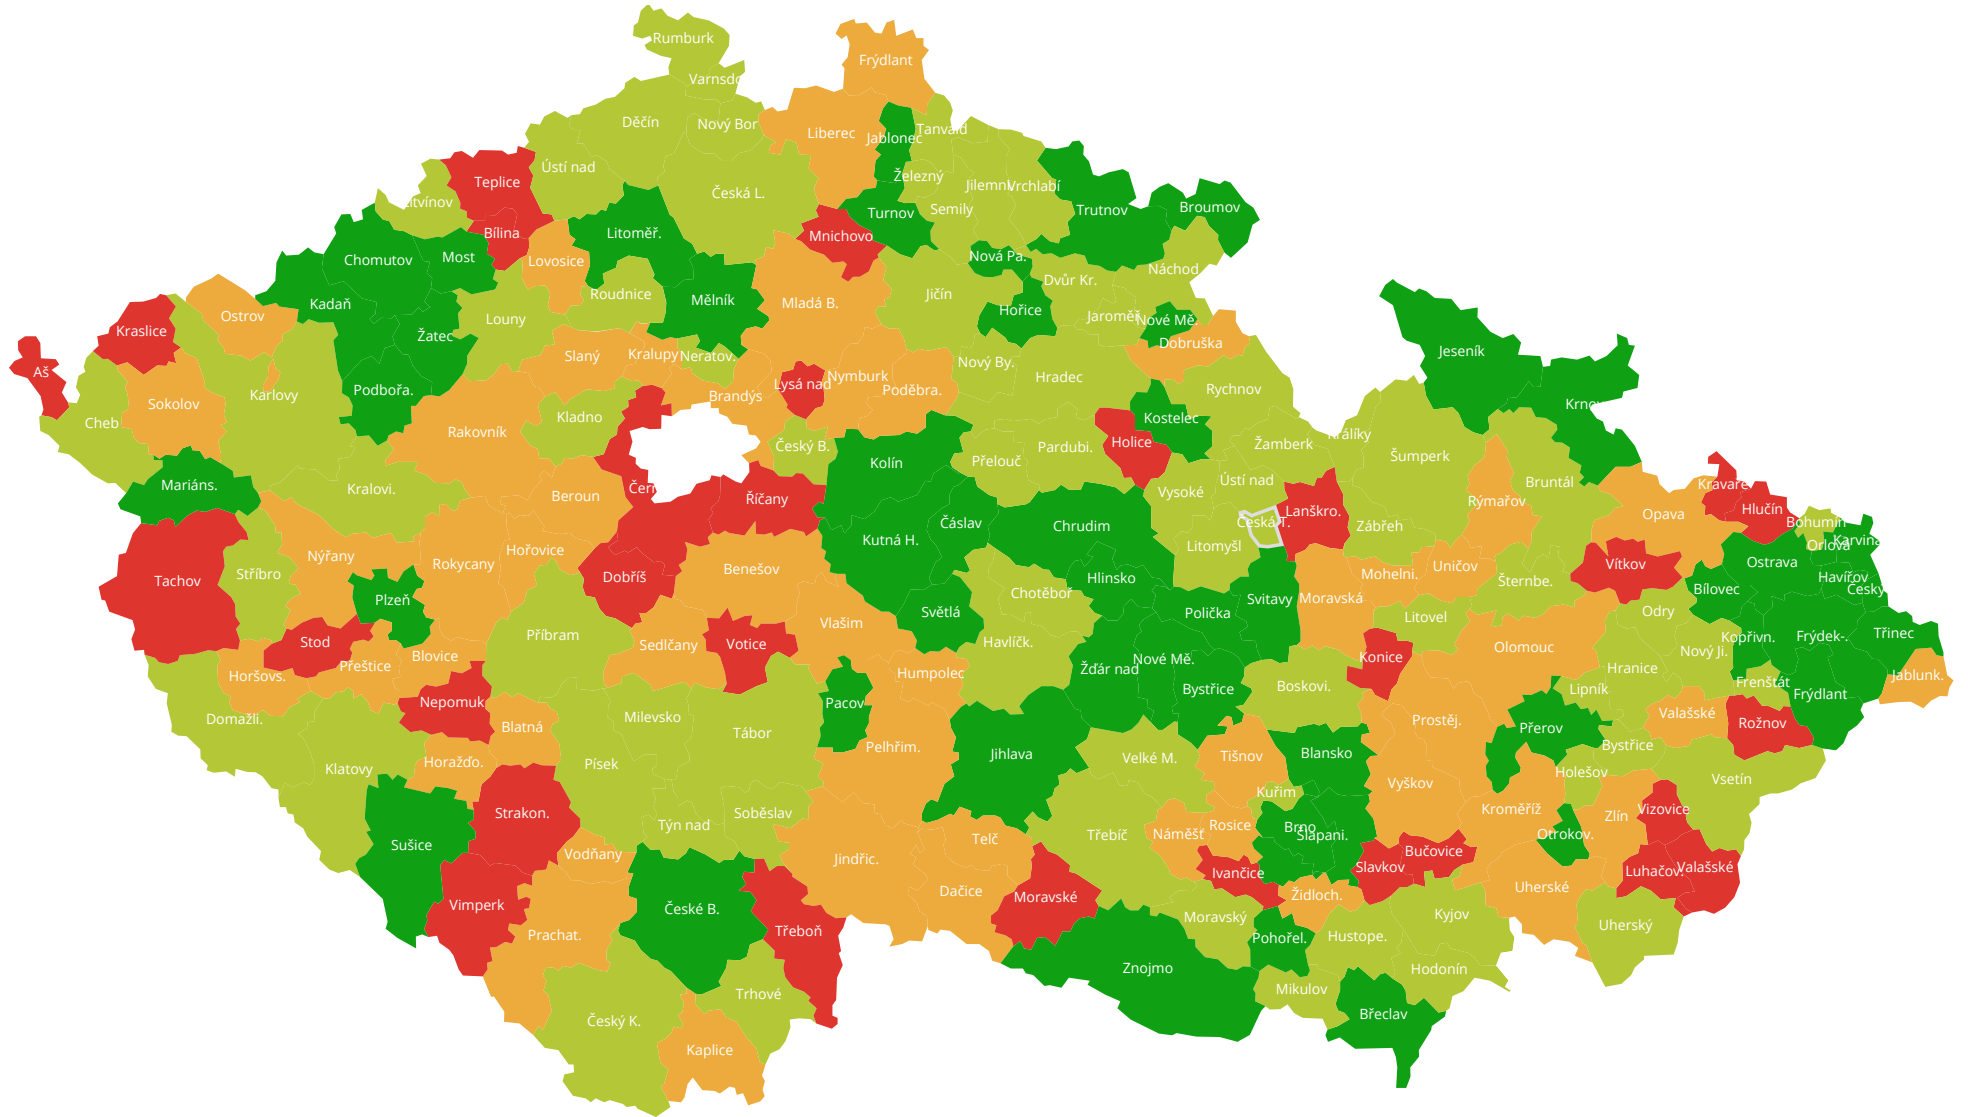 Rumburk
Frýdlant
Varnsdo
Děčín
Nový Bor
Liberec
Jablonec
Tanvald
Ústí nad
Teplice
Česká L.
Železný
Jilemni
Vrchlabí
itvínov
Semily
Trutnov
Broumov
Turnov
Bílina
Litoměř.
Mnichovo
Chomutov
Most
Lovosice
Nová Pa.
Náchod
Dvůr Kr.
Kadaň
Roudnice
Mělník
Mladá B.
Jičín
Hořice
Jaroměř
Nové Mě.
Ostrov
Louny
Kraslice
Žatec
Dobruška
Jeseník
Slaný
Kralupy
Neratov.
Nový By.
Aš
Hradec
Nymburk
Lysá nad
Poděbra.
Podbořa.
Karlovy
Brandýs
Rychnov
Sokolov
Krnov
Cheb
Kladno
Kostelec
Rakovník
Králíky
Český B.
Pardubi.
Holice
Žamberk
Šumperk
Kolín
Přelouč
Mariáns.
Kralovi.
Beroun
Čern
Říčany
Vysoké
Ústí nad
Bruntál
Kravaře
Rýmařov
Lanškro.
Hlučín
Opava
Čáslav
Chrudim
Česká T.
Zábřeh
Bohumín
Kutná H.
Litomyšl
Orlová
Karviná
Nýřany
Hořovice
Rokycany
Stříbro
Tachov
Dobříš
Benešov
Hlinsko
Mohelni.
Uničov
Šternbe.
Vítkov
Ostrava
Havířov
Český
Bílovec
Plzeň
Chotěboř
Svitavy
Moravská
Světlá
Polička
Litovel
Odry
Vlašim
Příbram
Kopřivn.
Frýdek-.
Třinec
Stod
Sedlčany
Votice
Havlíčk.
Olomouc
Nový Ji.
Blovice
Přeštice
Konice
Nové Mě.
Žďár nad
Horšovs.
Humpolec
Hranice
Jablunk.
Frenštát
Bystřice
Boskovi.
Lipník
Frýdlant
Nepomuk
Pacov
Domažli.
Milevsko
Blatná
Valašské
Rožnov
Prostěj.
Přerov
Tábor
Pelhřim.
Jihlava
Bystřice
Blansko
Tišnov
Velké M.
Horažďo.
Klatovy
Písek
Holešov
Vsetín
Vyškov
Kuřim
Strakon.
Soběslav
Týn nad
Kroměříž
Vizovice
Zlín
Rosice
Brno
Šlapani.
Náměšť
Třebíč
Otrokov.
Telč
Sušice
Vodňany
Jindřic.
Bučovice
Slavkov
Ivančice
Luhačov.
Valašské
Dačice
Uherské
Moravské
Židloch.
Vimperk
České B.
Moravský
Kyjov
Uherský
Třeboň
Prachat.
Pohořel.
Hustope.
Znojmo
Hodonín
Mikulov
Trhové
Břeclav
Český K.
Kaplice